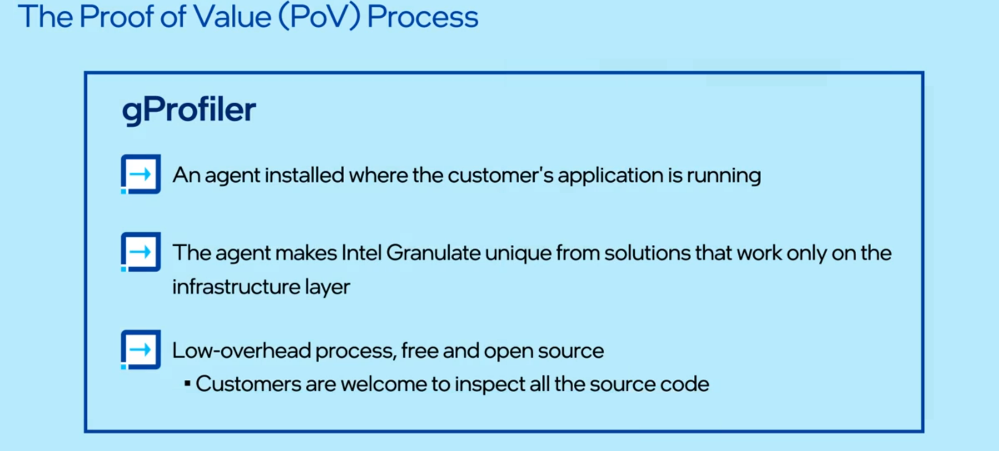 The Proof of Value (PoV) Process
gProfiler
An agent installed where the customer's application is running
The agent makes Intel Granulate unique from solutions that work only on the
infrastructure layer
Low-overhead process, free and open source
▪ Customers are welcome to inspect all the source code